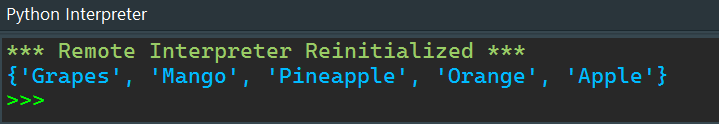 Python Interpreter
*** Remote Interpreter Reinitialized ***
{'Grapes', 'Mango', 'Pineapple', 'Orange', 'Apple'}
>>>